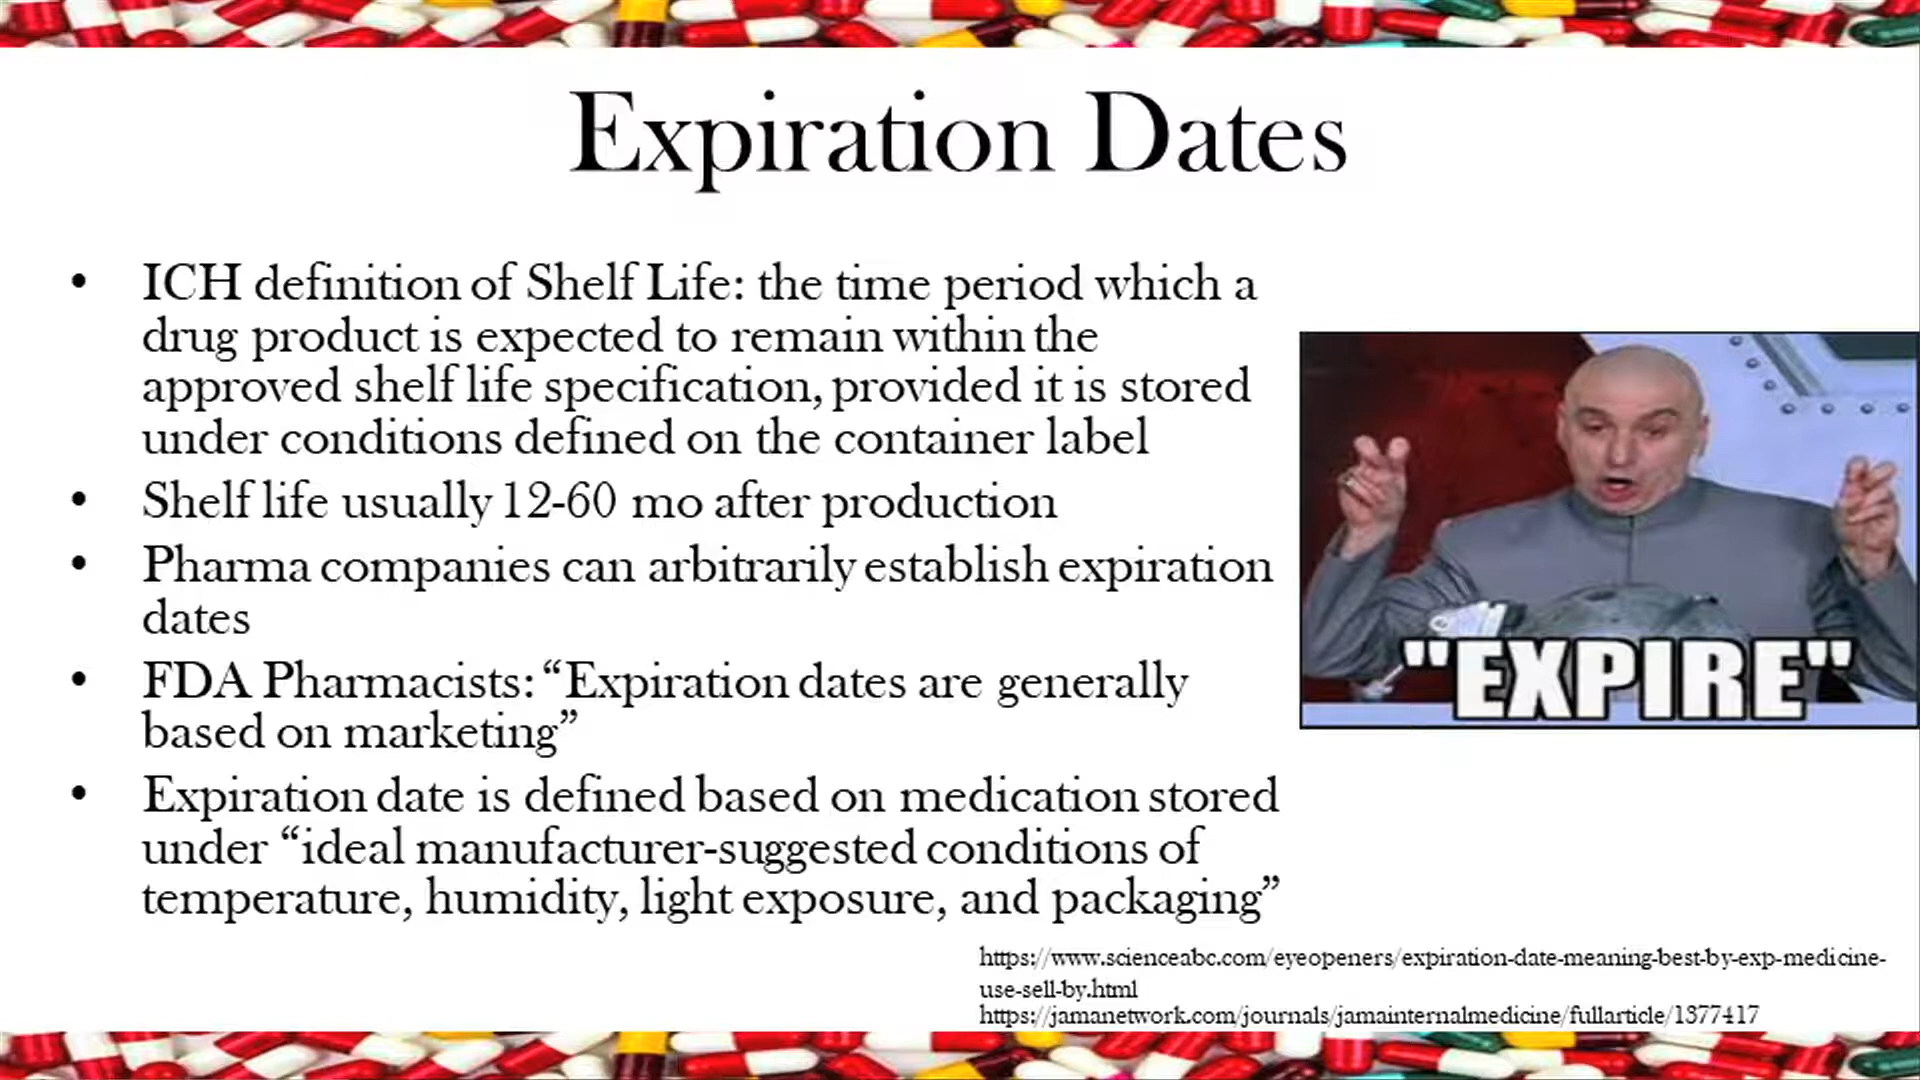 Expiration Dates
• ICH definition of Shelf Life: the time period which a
drug product is expected to remain within the
approved shelf life specification, provided it is stored
under conditions defined on the container label
• Shelf life usually 12-60 mo after production
• Pharma companies can arbitrarily establish expiration
dates
• FDA Pharmacists: “Expiration dates are generally
based on marketing”
• Expiration date is defined based on medication stored
under “ideal manufacturer-suggested conditions of
temperature, humidity, light exposure, and packaging”
"EXPIRE"
https://www.scienceabc.com/eyeopeners/expiration-date-meaning-best-by-exp-medicine-
use-sell-by.html
https://jamanetwork.com/journals/jamainternalmedicine/fullarticle/1377417